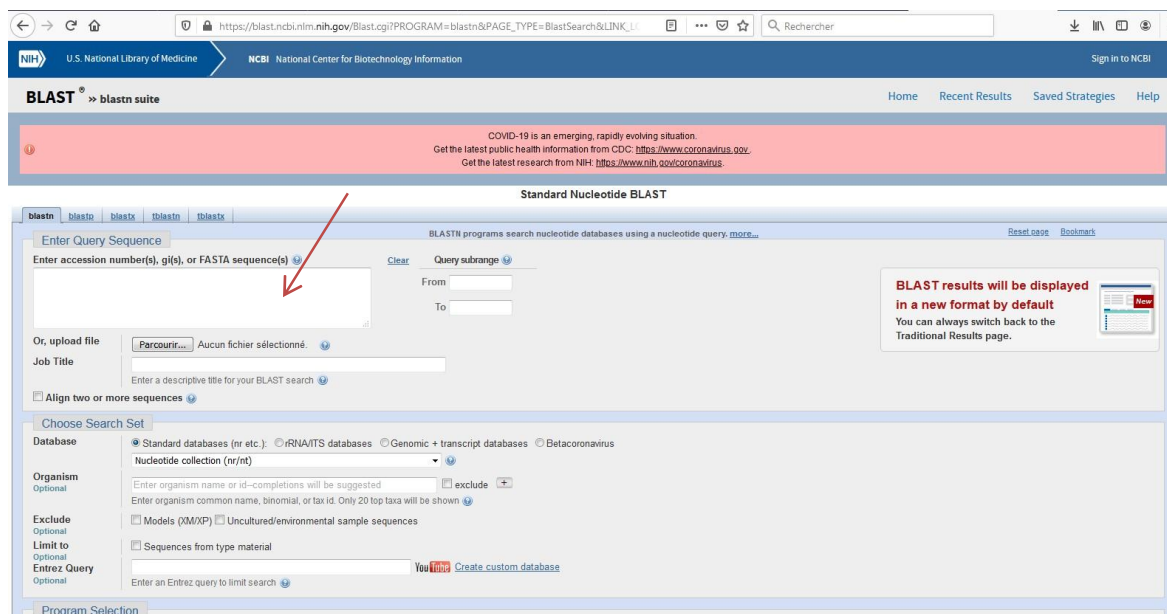 https://blast.ncbi.nlm.nih.gov/Blast.cgi?PROGRAM=blastn&PAGE_TYPE=BlastSearch&LINK_L
Rechercher
NIH U.S. National Library of Medicine NCBI National Center for Biotechnology Information Sign in to NCBI
BLAST ® » blastn suite Home Recent Results Saved Strategies Help
COVID-19 is an emerging, rapidly evolving situation.
Get the latest public health information from CDC: https://www.coronavirus.gov.
Get the latest research from NIH: https://www.nih.gov/coronavirus.
Standard Nucleotide BLAST
blastn blastp blastx tblastn tblastx
BLASTN programs search nucleotide databases using a nucleotide query. more... Reset page Bookmark
Enter Query Sequence
Enter accession number(s), gi(s), or FASTA sequence(s) Clear Query subrange
From
To
BLAST results will be displayed
in a new format by default
You can always switch back to the
Traditional Results page.
New
Or, upload file Parcourir... Aucun fichier sélectionné.
Job Title
Enter a descriptive title for your BLAST search
Align two or more sequences
Choose Search Set
Database Standard databases (nr etc.): rRNA/ITS databases Genomic + transcript databases Betacoronavirus
Nucleotide collection (nr/nt)
Organism
Optional
Enter organism name or id--completions will be suggested exclude +
Enter organism common name, binomial, or tax id. Only 20 top taxa will be shown
Exclude
Optional
Models (XM/XP) Uncultured/environmental sample sequences
Limit to
Optional
Sequences from type material
Entrez Query
Optional
YouTube Create custom database
Enter an Entrez query to limit search
Program Selection